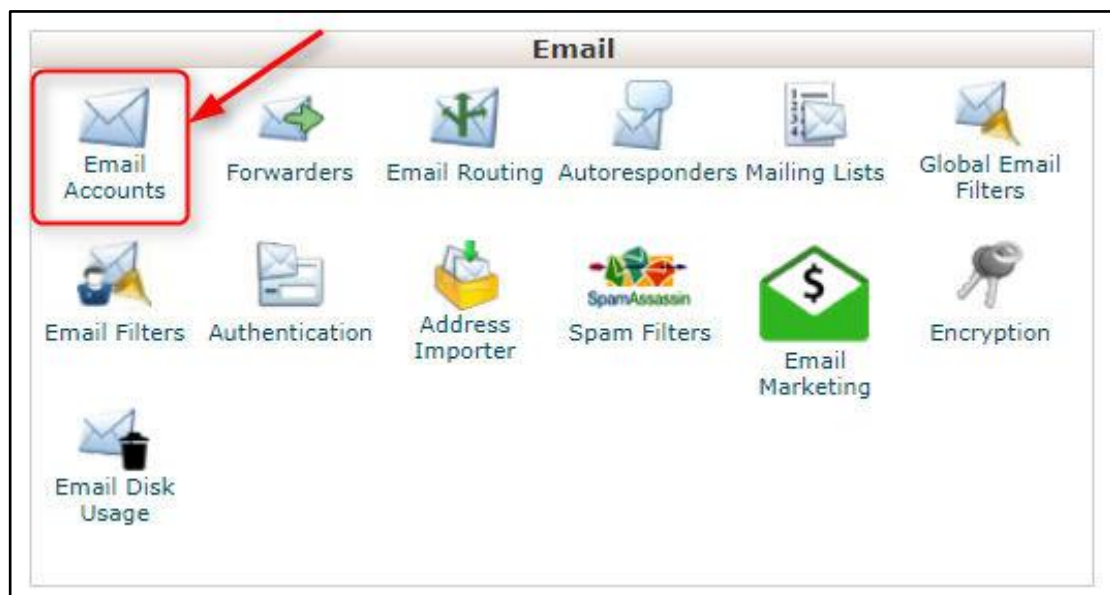 Email
Email
Accounts
Forwarders
Email Routing
Autoresponders
Mailing Lists
Global Email
Filters
Email Filters
Authentication
Address
Importer
SpamAssassin
Spam Filters
$
Email
Marketing
Encryption
Email Disk
Usage